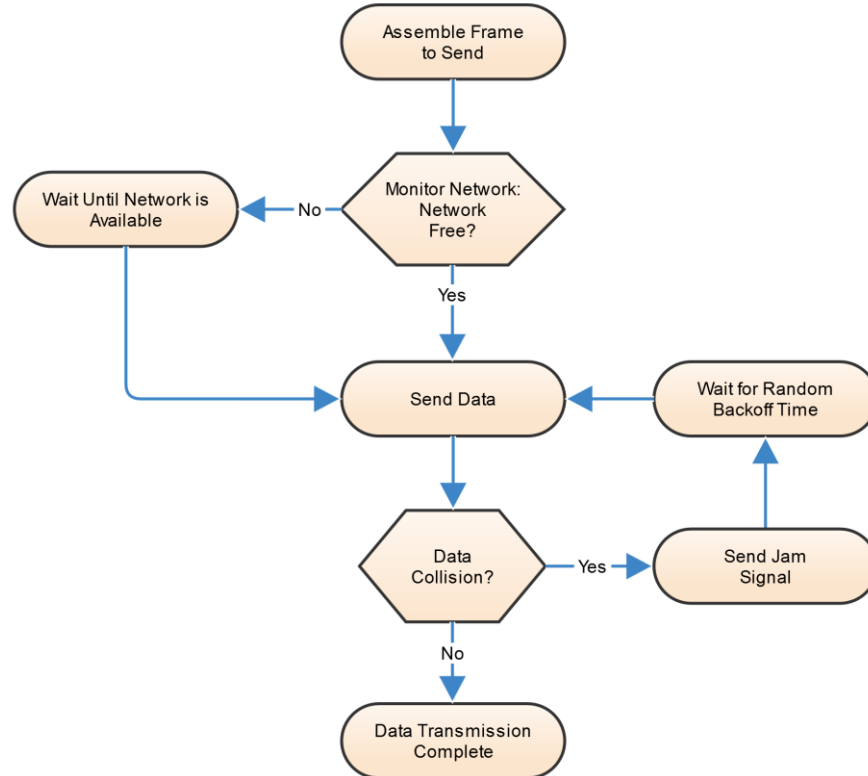 Assemble Frame
to Send
Monitor Network:
Network
Free?
No
Wait Until Network is
Available
Yes
Send Data
Wait for Random
Backoff Time
Data
Collision?
Yes
Send Jam
Signal
No
Data Transmission
Complete